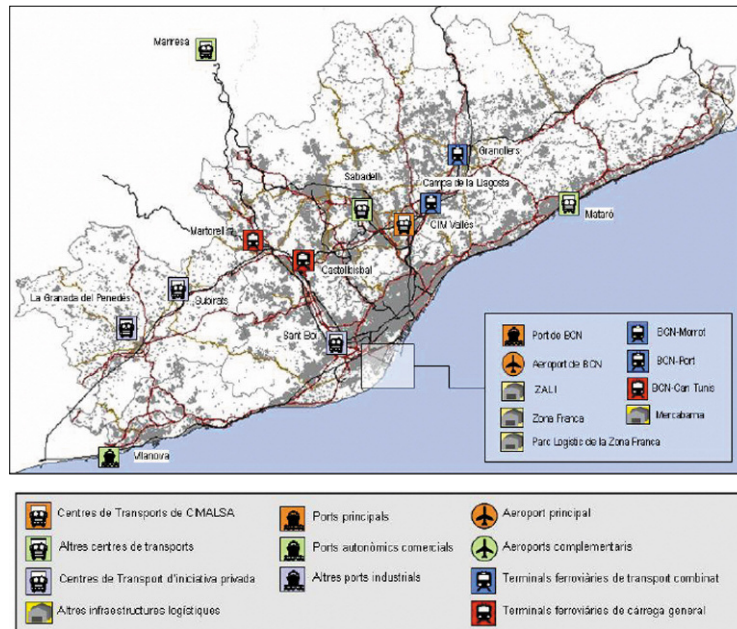 Manresa
Granollers
Sabadell
Campa de la Llagosta
Mataró
CIM Vallès
Martorell
Castellbisbal
La Granada del Penedès
Subirats
Sant Boi
Vilanova
Port de BCN
Aeroport de BCN
ZAL I
Zona Franca
Parc Logístic de la Zona Franca
BCN-Morrot
BCN-Port
BCN-Can Tunis
Mercabarna
Centres de Transports de CIMALSA
Altres centres de transports
Centres de Transport d'iniciativa privada
Altres infraestructures logístiques
Ports principals
Ports autonòmics comercials
Altres ports industrials
Aeroport principal
Aeroports complementaris
Terminals ferroviàries de transport combinat
Terminals ferroviàries de càrrega general